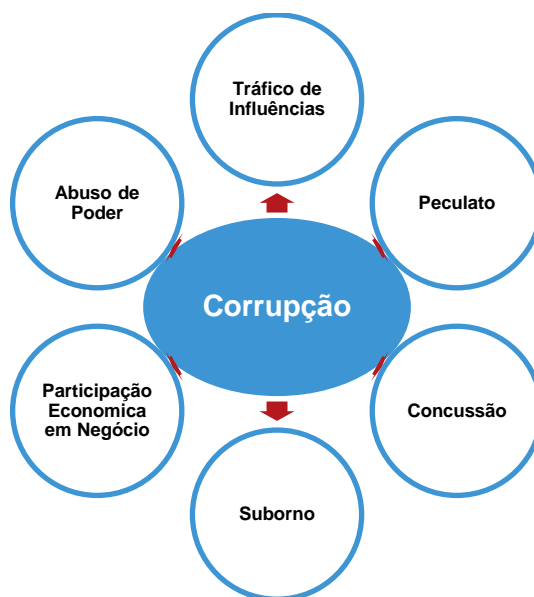 Tráfico de
Influências
Abuso de
Poder
Peculato
Corrupção
Participação
Economica
em Negócio
Concussão
Suborno